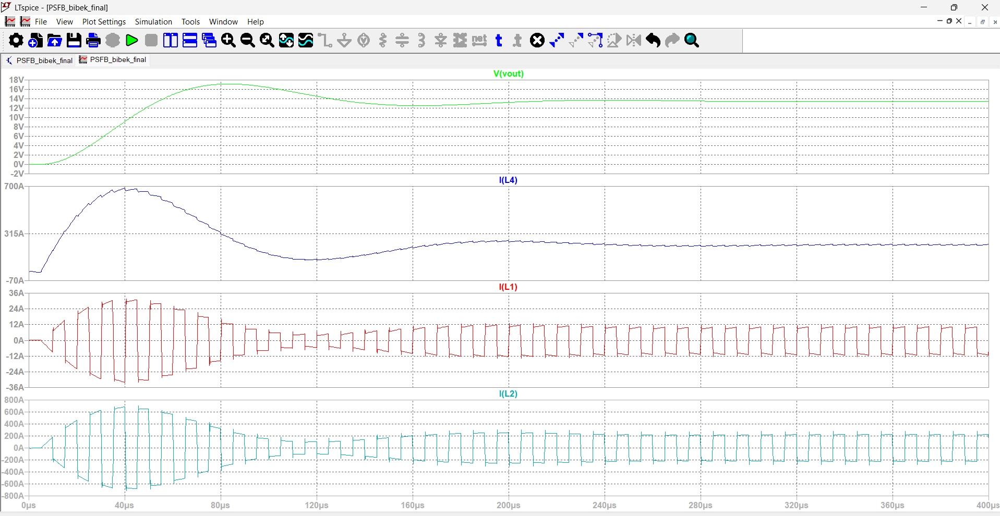 LTspice - [PSFB_bibek_final]
File View Plot Settings Simulation Tools Window Help
net t .t
PSFB_bibek_final PSFB_bibek_final
V(vout)
18V
16V
14V
12V
10V
8V
6V
4V
2V
0V
-2V
I(L4)
700A
315A
-70A
I(L1)
36A
24A
12A
0A
-12A
-24A
-36A
I(L2)
800A
600A
400A
200A
0A
-200A
-400A
-600A
-800A
0µs 40µs 80µs 120µs 160µs 200µs 240µs 280µs 320µs 360µs 400µs